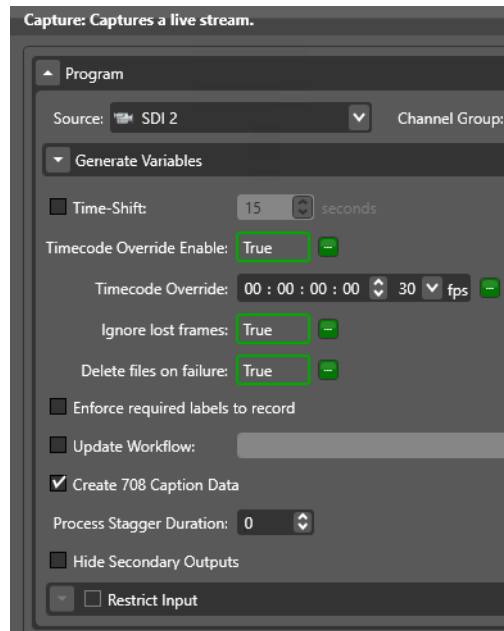 Capture: Captures a live stream.
Program
Source: SDI 2 Channel Group:
Generate Variables
Time-Shift: 15 seconds
Timecode Override Enable: True
Timecode Override: 00 : 00 : 00 : 00 30 fps
Ignore lost frames: True
Delete files on failure: True
Enforce required labels to record
Update Workflow:
Create 708 Caption Data
Process Stagger Duration: 0
Hide Secondary Outputs
Restrict Input